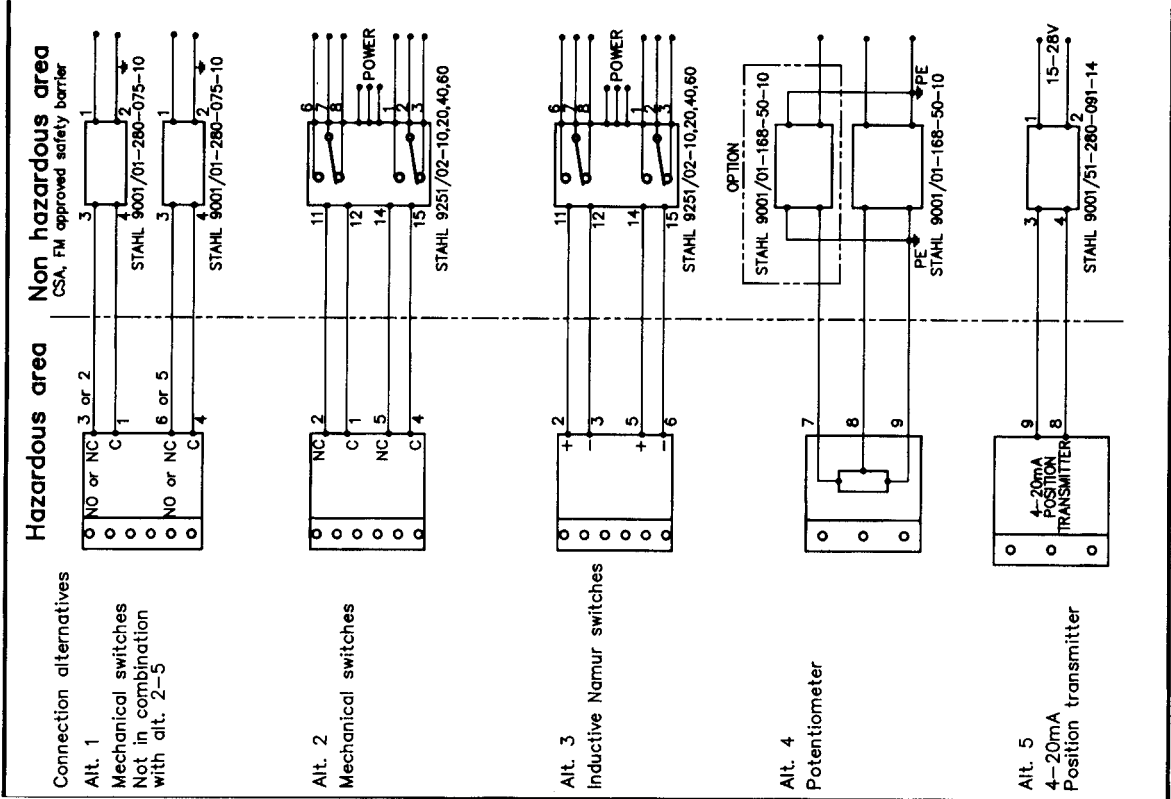 Hazardous area
Non hazardous area
CSA, FM approved safety barrier
Connection alternatives
Alt. 1
Mechanical switches
Not in combination
with alt. 2-5
NO or NC
3 or 2
C
1
NO or NC
6 or 5
C
4
3
1
4
2
STAHL 9001/01-280-075-10
3
1
4
2
STAHL 9001/01-280-075-10
Alt. 2
Mechanical switches
NC
2
C
1
NC
5
C
4
11
12
14
15
6
7
8
POWER
1
2
3
STAHL 9251/02-10,20,40,60
Alt. 3
Inductive Namur switches
+
2
-
3
+
5
-
6
11
12
14
15
6
7
8
POWER
1
2
3
STAHL 9251/02-10,20,40,60
Alt. 4
Potentiometer
7
8
9
OPTION
STAHL 9001/01-168-50-10
PE
PE
STAHL 9001/01-168-50-10
Alt. 5
4-20mA
Position transmitter
4-20mA
POSITION
TRANSMITTER
9
8
3
4
1
2
15-28V
STAHL 9001/51-280-091-14